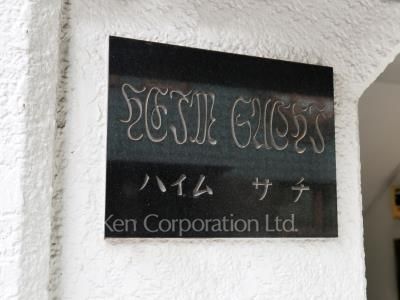 HEIM SACHI
ハイム サチ
Ken Corporation Ltd.